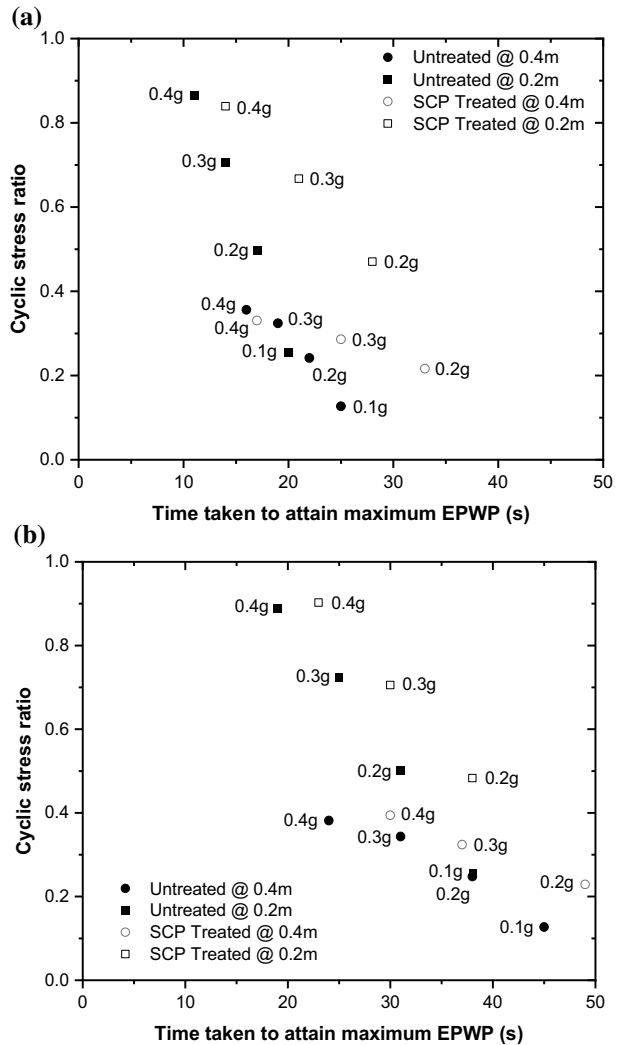 (a)
Cyclic stress ratio
1.0
0.8
0.6
0.4
0.2
0.0
Untreated @ 0.4m
Untreated @ 0.2m
SCP Treated @ 0.4m
SCP Treated @ 0.2m
0.4g
0.4g
0.3g
0.3g
0.2g
0.2g
0.4g
0.4g
0.3g
0.3g
0.1g
0.2g
0.2g
0.1g
0 10 20 30 40 50
Time taken to attain maximum EPWP (s)
(b)
Cyclic stress ratio
1.0
0.8
0.6
0.4
0.2
0.0
0.4g
0.4g
0.3g
0.3g
0.2g
0.2g
0.4g
0.4g
0.3g
0.3g
0.1g
0.2g
0.2g
0.1g
Untreated @ 0.4m
Untreated @ 0.2m
SCP Treated @ 0.4m
SCP Treated @ 0.2m
0 10 20 30 40 50
Time taken to attain maximum EPWP (s)